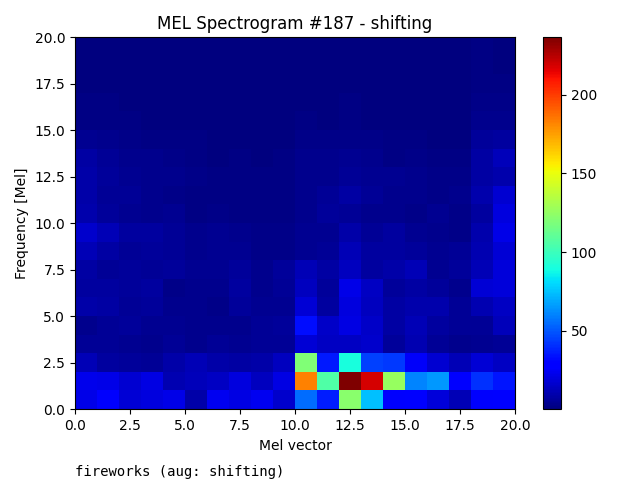 MEL Spectrogram #187 - shifting
20.0
17.5
15.0
12.5
10.0
7.5
5.0
2.5
0.0
Frequency [Mel]
0.0 2.5 5.0 7.5 10.0 12.5 15.0 17.5 20.0
Mel vector
200
150
100
50
fireworks (aug: shifting)